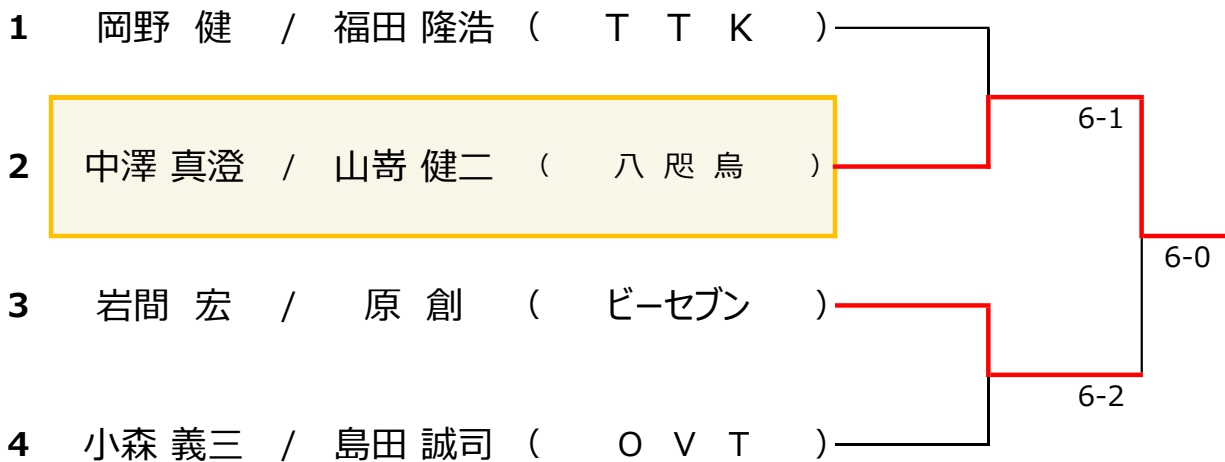 1 岡野 健 / 福田 隆浩 ( T T K )
6-1
2 中澤 真澄 / 山嵜 健二 ( 八 咫 烏 )
6-0
3 岩間 宏 / 原 創 ( ビーセブン )
6-2
4 小森 義三 / 島田 誠司 ( O V T )